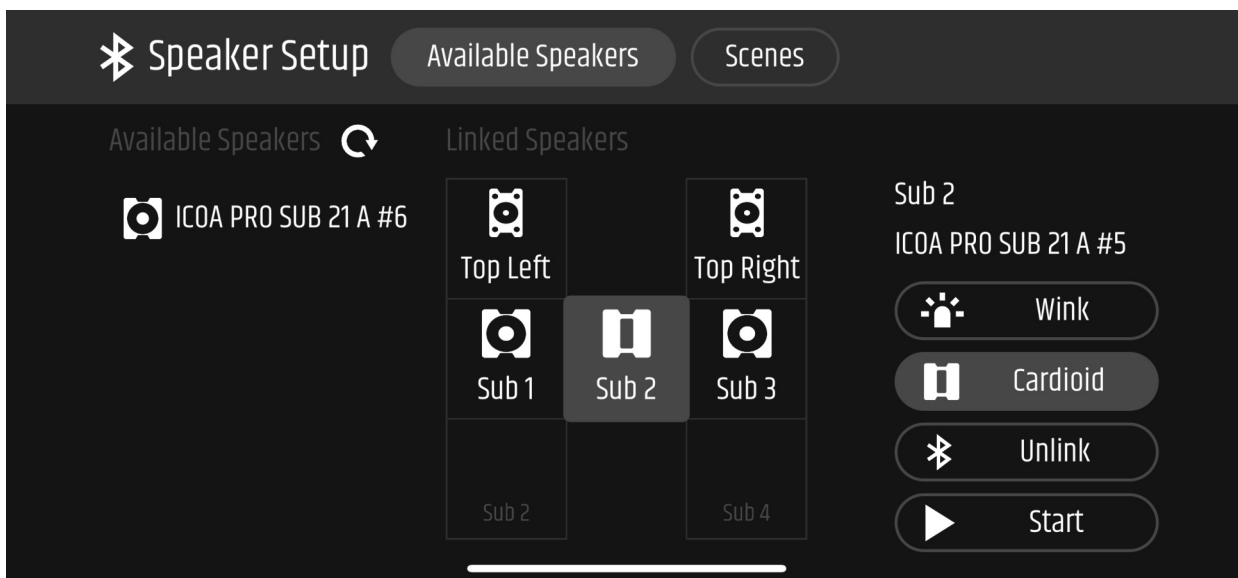 Speaker Setup Available Speakers Scenes
Available Speakers Linked Speakers
ICOA PRO SUB 21 A #6
Top Left Top Right
Sub 1 Sub 2 Sub 3
Sub 2 Sub 4
Sub 2
ICOA PRO SUB 21 A #5
Wink
Cardioid
Unlink
Start